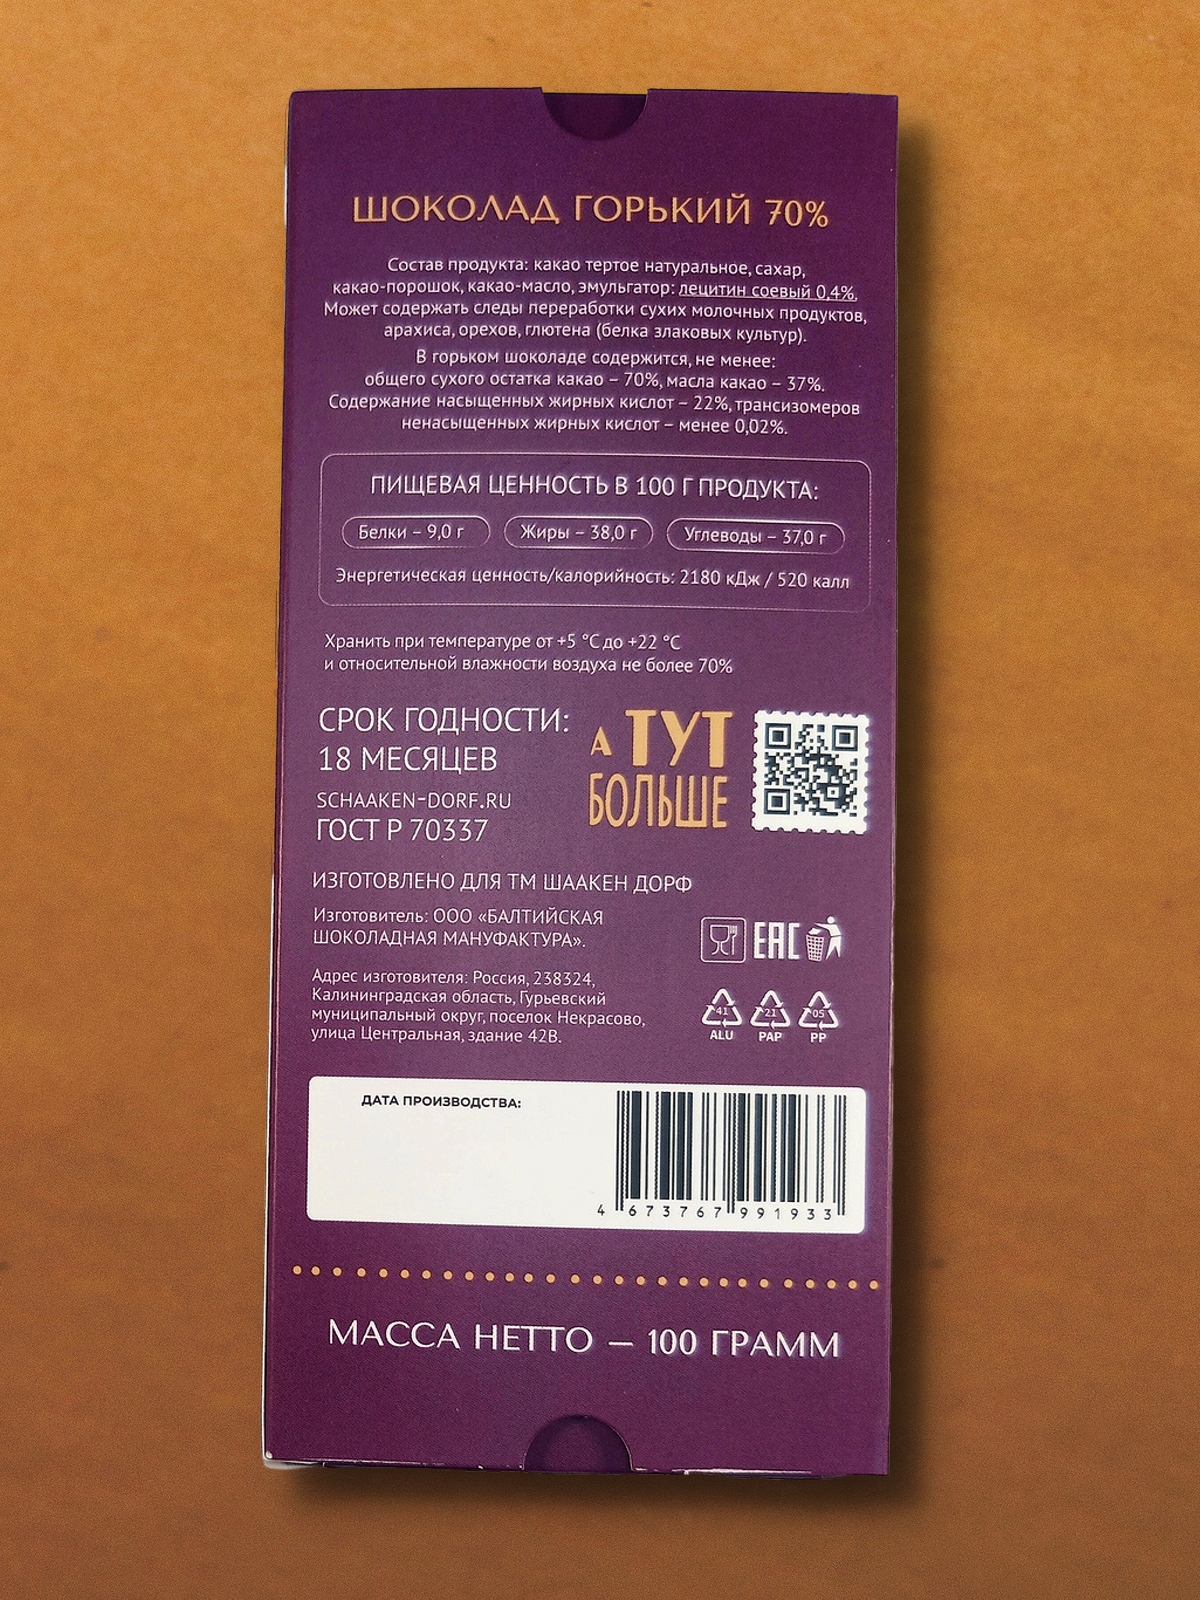 ШОКОЛАД ГОРЬКИЙ 70%
Состав продукта: какао тертое натуральное, сахар,
какао-порошок, какао-масло, эмульгатор: лецитин соевый 0,4%.
Может содержать следы переработки сухих молочных продуктов,
арахиса, орехов, глютена (белка злаковых культур).
В горьком шоколаде содержится, не менее:
общего сухого остатка какао – 70%, масла какао – 37%.
Содержание насыщенных жирных кислот – 22%, трансизомеров
ненасыщенных жирных кислот – менее 0,02%.
ПИЩЕВАЯ ЦЕННОСТЬ В 100 Г ПРОДУКТА:
Белки – 9,0 г Жиры – 38,0 г Углеводы – 37,0 г
Энергетическая ценность/калорийность: 2180 кДж / 520 калл
Хранить при температуре от +5 °C до +22 °C
и относительной влажности воздуха не более 70%
СРОК ГОДНОСТИ:
18 МЕСЯЦЕВ
SCHAAKEN-DORF.RU
ГОСТ Р 70337
А ТУТ
БОЛЬШЕ
ИЗГОТОВЛЕНО ДЛЯ ТМ ШААКЕН ДОРФ
Изготовитель: ООО «БАЛТИЙСКАЯ
ШОКОЛАДНАЯ МАНУФАКТУРА».
Адрес изготовителя: Россия, 238324,
Калининградская область, Гурьевский
муниципальный округ, поселок Некрасово,
улица Центральная, здание 42В.
EAC
41 21 05
ALU PAP PP
ДАТА ПРОИЗВОДСТВА:
4 673767 991933
МАССА НЕТТО – 100 ГРАММ